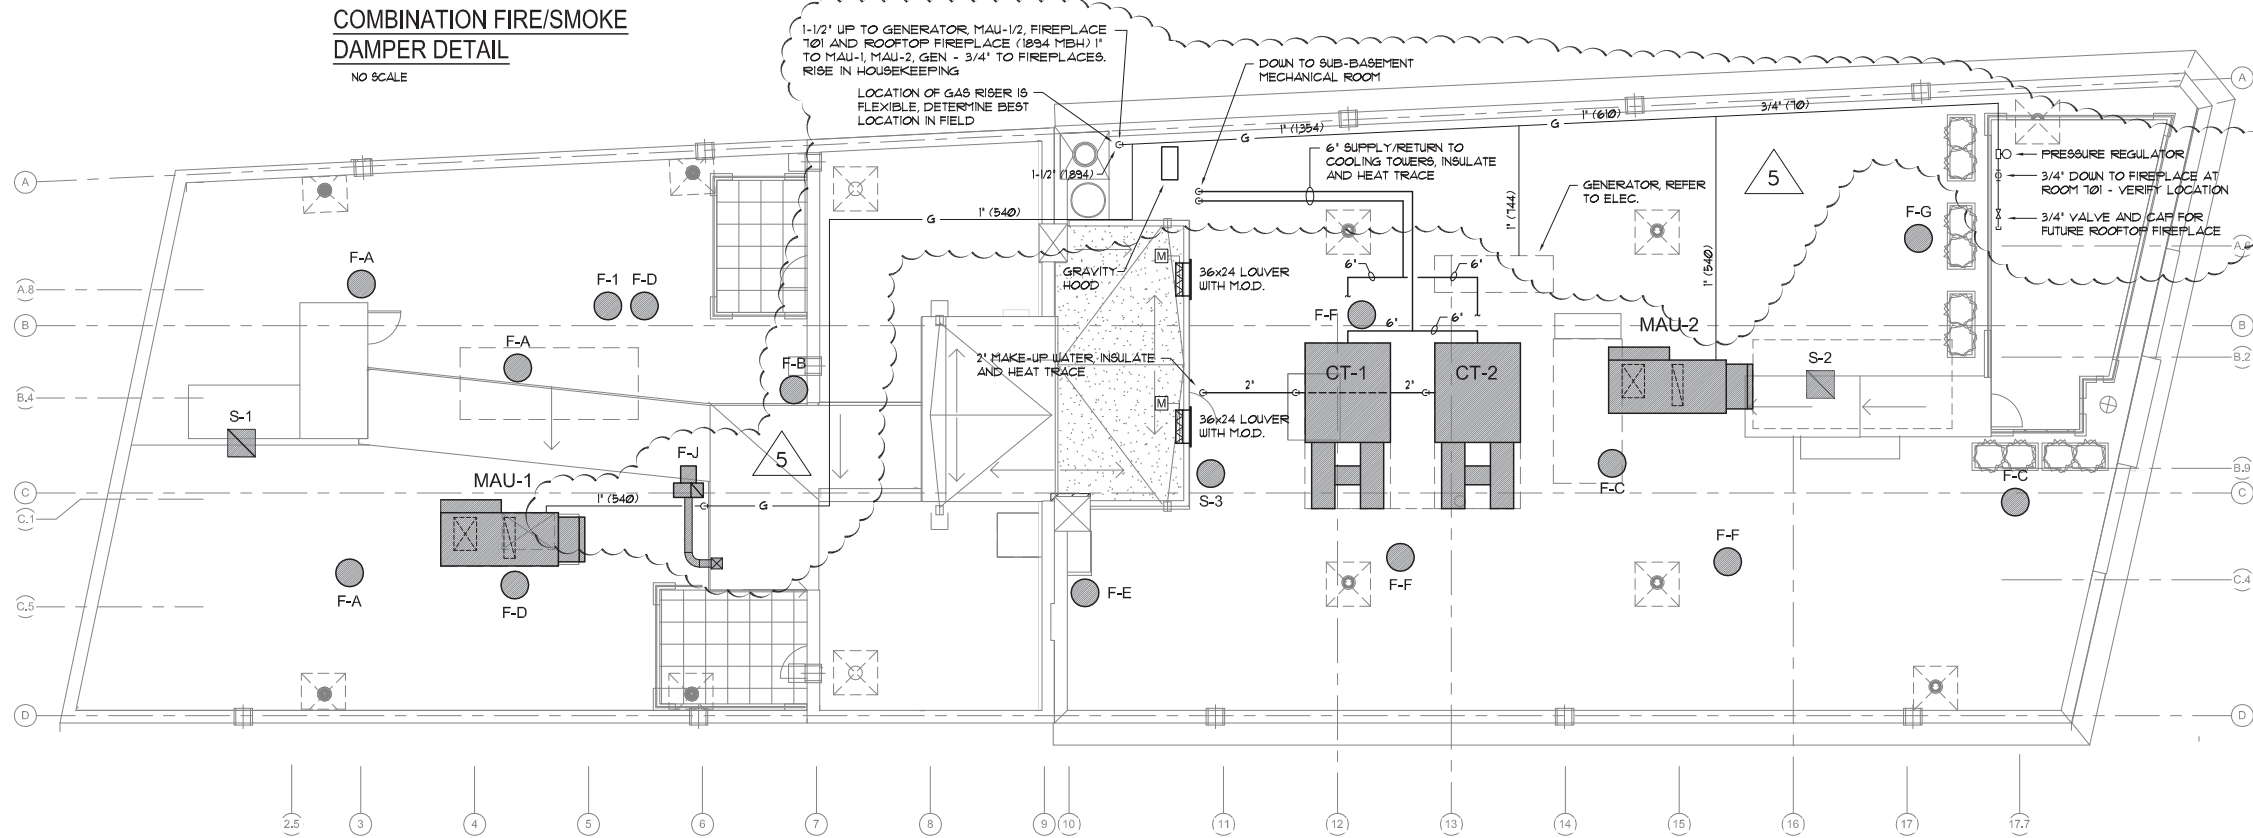 COMBINATION FIRE/SMOKE
DAMPER DETAIL
NO SCALE
1-1/2" UP TO GENERATOR, MAU-1/2, FIREPLACE
701 AND ROOFTOP FIREPLACE (1894 MBH) 1"
TO MAU-1, MAU-2, GEN - 3/4" TO FIREPLACES.
RISE IN HOUSEKEEPING
LOCATION OF GAS RISER IS
FLEXIBLE, DETERMINE BEST
LOCATION IN FIELD
DOWN TO SUB-BASEMENT
MECHANICAL ROOM
G
1" (1354)
G
1" (610)
3/4" (70)
6" SUPPLY/RETURN TO
COOLING TOWERS, INSULATE
AND HEAT TRACE
1-1/2" (1894)
GENERATOR, REFER
TO ELEC.
5
PRESSURE REGULATOR
3/4" DOWN TO FIREPLACE AT
ROOM 701 - VERIFY LOCATION
3/4" VALVE AND CAP FOR
FUTURE ROOFTOP FIREPLACE
G
1" (540)
1" (744)
1" (540)
F-G
A
A
A.8
A.8
B
B
B.2
B.4
B.9
C
C
C.1
C.4
C.5
D
D
F-A
F-1
F-D
F-A
F-B
GRAVITY
HOOD
M
36x24 LOUVER
WITH M.O.D.
6"
6"
F-F
6"
6"
MAU-2
2" MAKE-UP WATER, INSULATE
AND HEAT TRACE
2"
CT-1
2"
CT-2
S-2
M
36x24 LOUVER
WITH M.O.D.
S-1
F-J
5
MAU-1
1" (540)
G
S-3
F-C
F-C
F-A
F-D
F-E
F-F
F-F
2.5
3
4
5
6
7
8
9
10
11
12
13
14
15
16
17
17.7